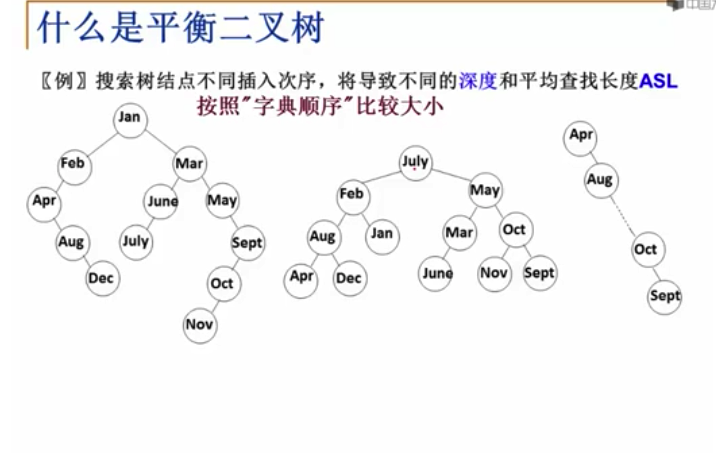 什么是平衡二叉树
〖例〗搜索树结点不同插入次序，将导致不同的深度和平均查找长度ASL
按照"字典顺序"比较大小
Jan
Feb
Mar
Apr
June
May
Aug
July
Sept
Dec
Oct
Nov
July
Feb
May
Aug
Jan
Mar
Oct
Apr
Dec
June
Nov
Sept
Apr
Aug
Oct
Sept